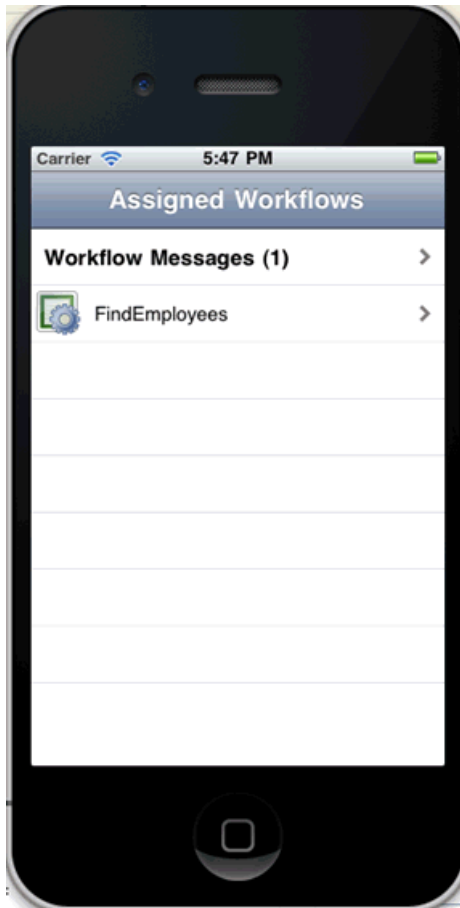 Carrier 5:47 PM
Assigned Workflows
Workflow Messages (1)
FindEmployees